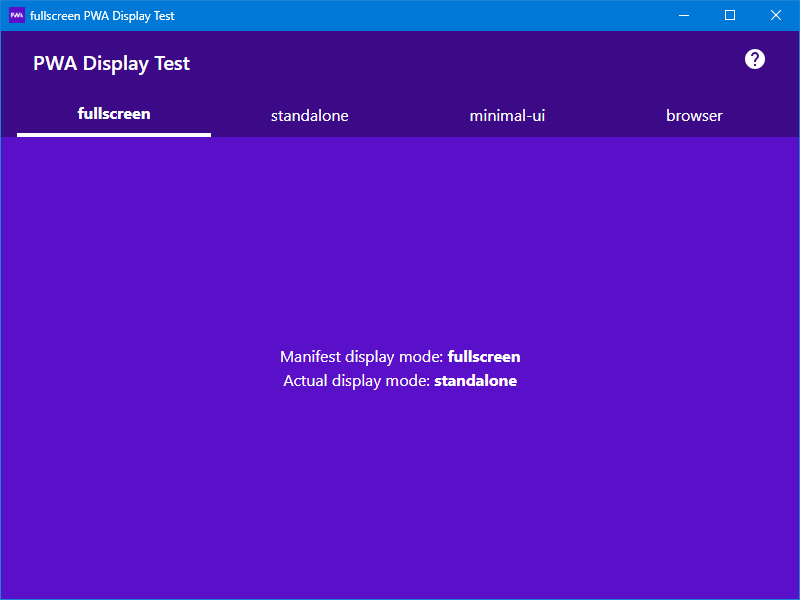 PWA fullscreen PWA Display Test
PWA Display Test
?
fullscreen standalone minimal-ui browser
Manifest display mode: fullscreen
Actual display mode: standalone